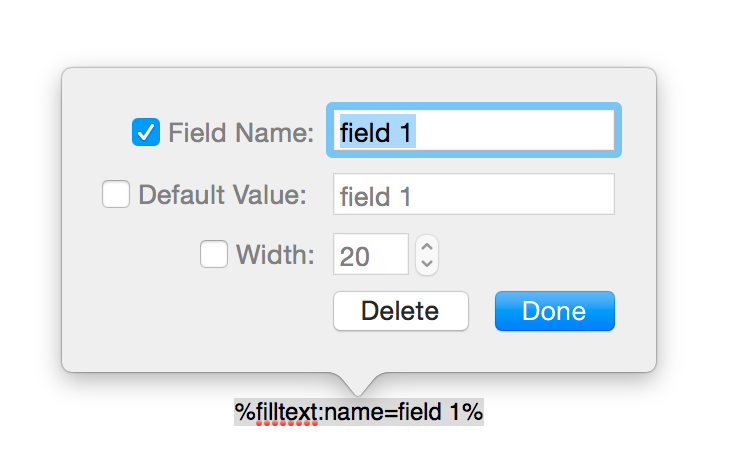 Field Name: field 1
Default Value: field 1
Width: 20
Delete Done
%filltext:name=field 1%